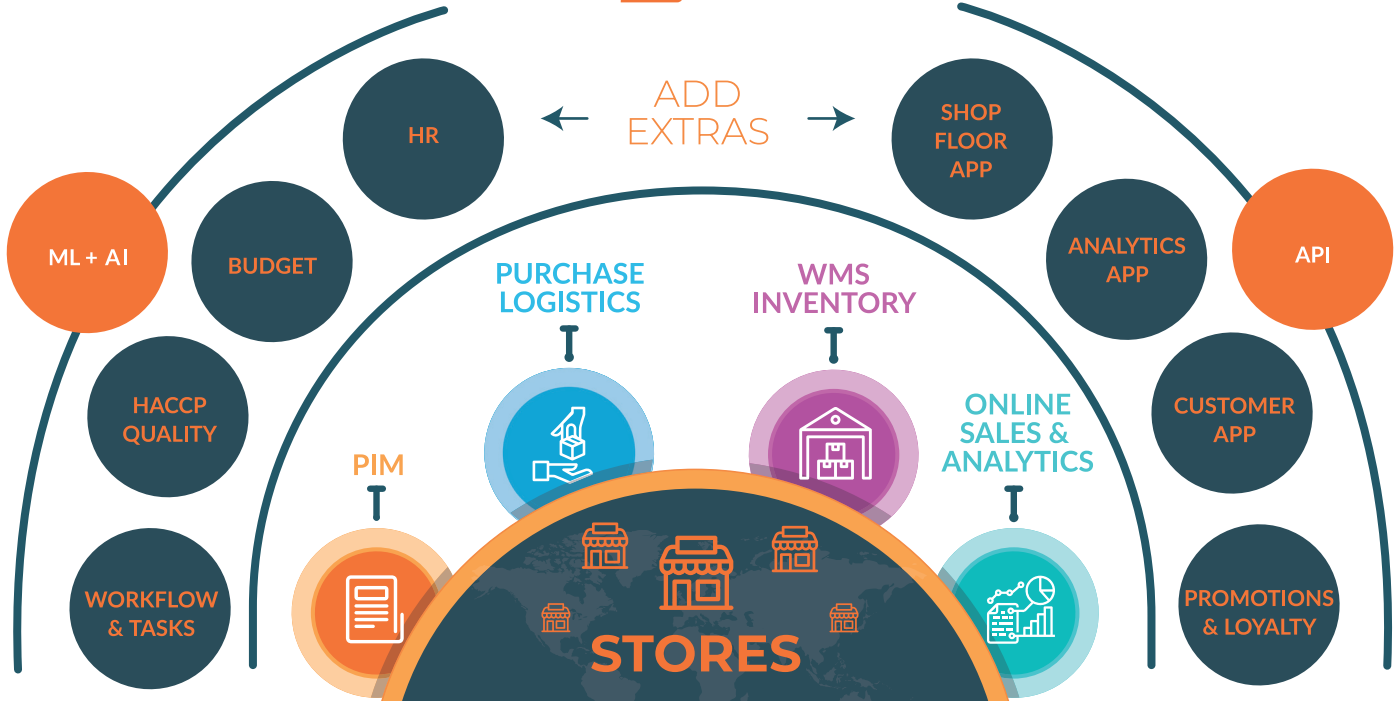 ADD
EXTRAS
HR
SHOP
FLOOR
APP
ML + AI
BUDGET
ANALYTICS
APP
API
PURCHASE
LOGISTICS
WMS
INVENTORY
HACCP
QUALITY
ONLINE
SALES &
ANALYTICS
CUSTOMER
APP
PIM
WORKFLOW
& TASKS
PROMOTIONS
& LOYALTY
STORES